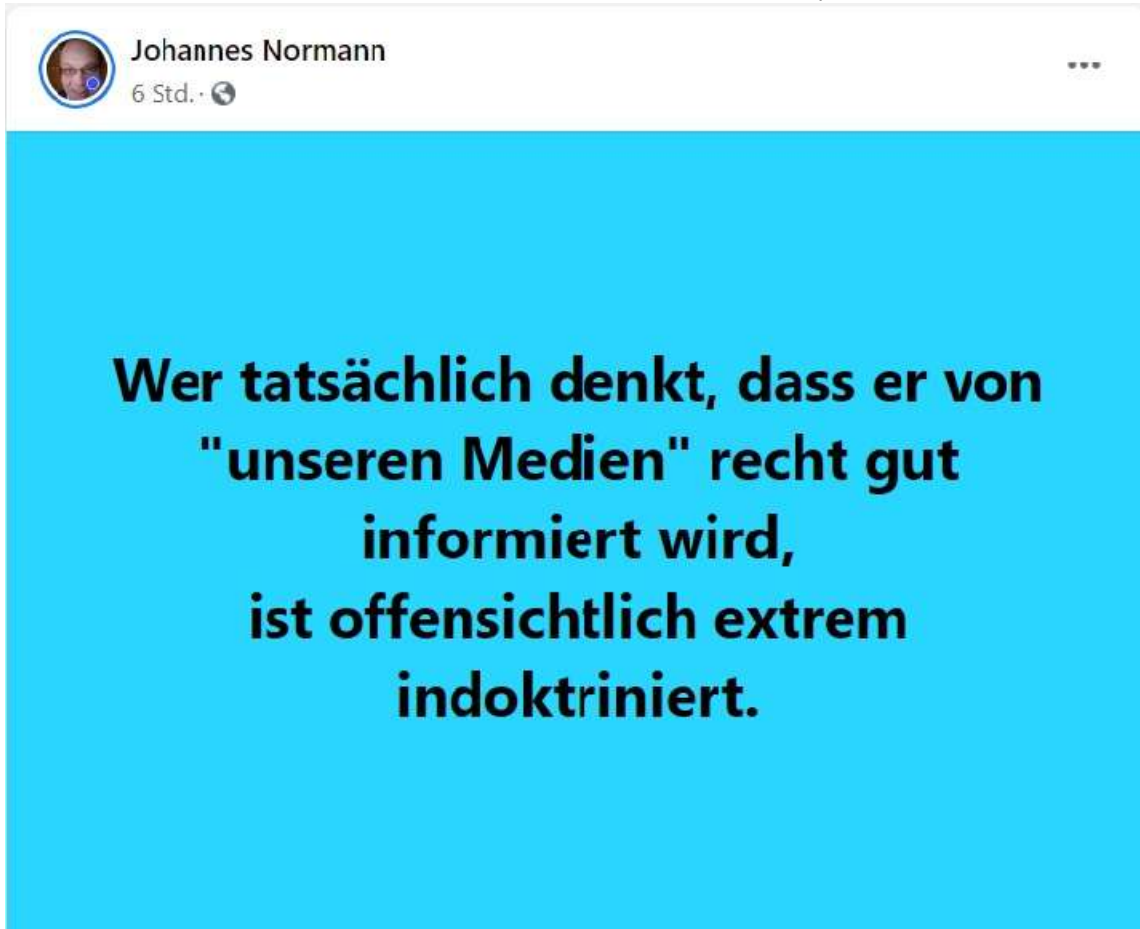 Johannes Normann
6 Std. ·
Wer tatsächlich denkt, dass er von
"unseren Medien" recht gut
informiert wird,
ist offensichtlich extrem
indoktriniert.